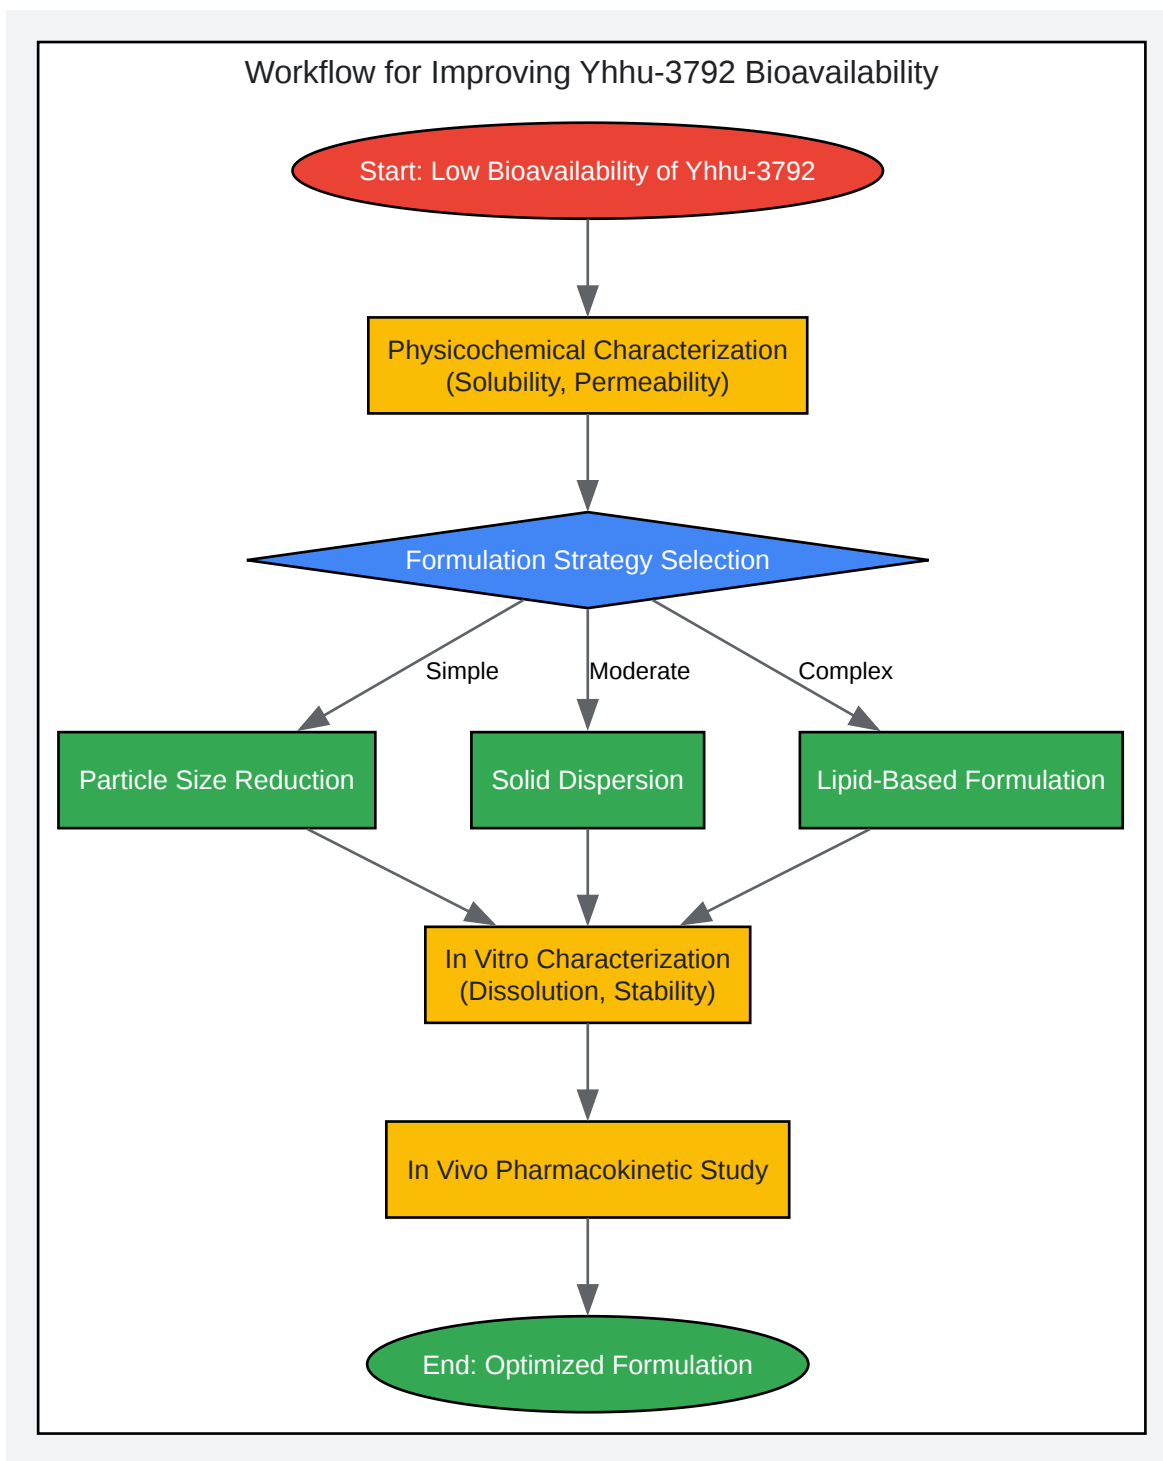 Workflow for Improving Yhhu-3792 Bioavailability
Start: Low Bioavailability of Yhhu-3792
Physicochemical Characterization
(Solubility, Permeability)
Formulation Strategy Selection
Simple
Moderate
Complex
Particle Size Reduction
Solid Dispersion
Lipid-Based Formulation
In Vitro Characterization
(Dissolution, Stability)
In Vivo Pharmacokinetic Study
End: Optimized Formulation